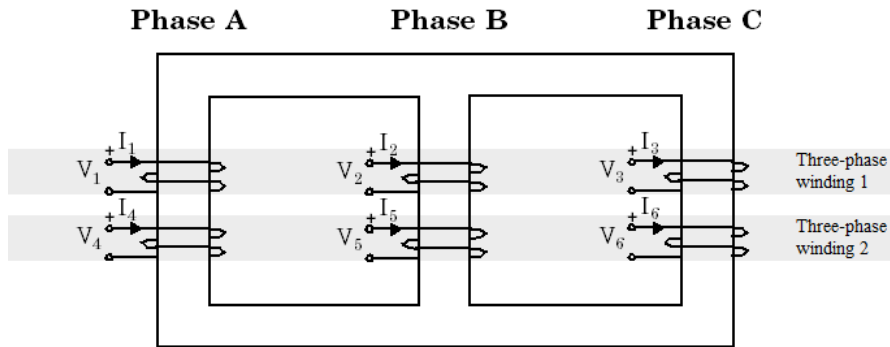 Phase A Phase B Phase C
+ I₁ + I₂ + I₃
V₁ V₂ V₃
Three-phase
winding 1
+ I₄ + I₅ + I₆
V₄ V₅ V₆
Three-phase
winding 2